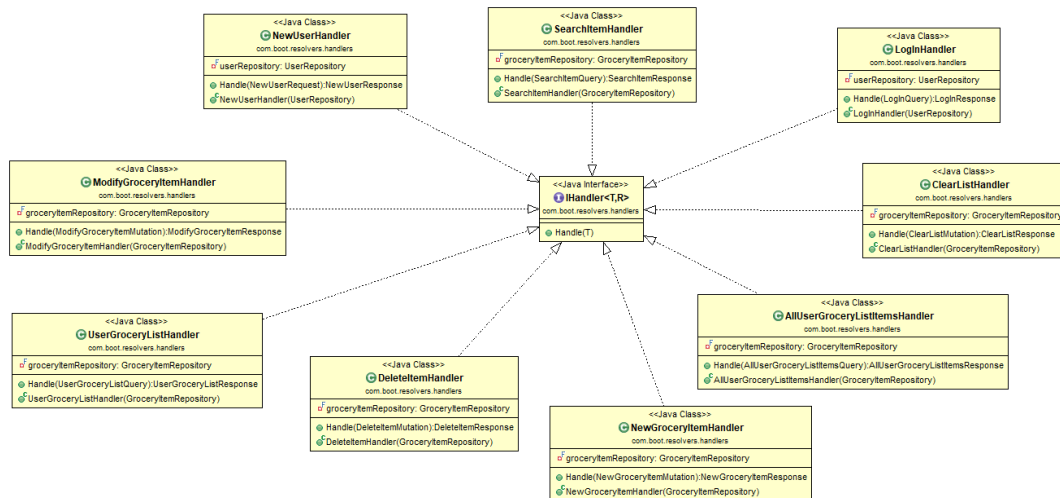 <<Java Class>>
NewUserHandler
com.boot.resolvers.handlers
userRepository: UserRepository
Handle(NewUserRequest):NewUserResponse
NewUserHandler(UserRepository)
<<Java Class>>
SearchItemHandler
com.boot.resolvers.handlers
groceryItemRepository: GroceryItemRepository
Handle(SearchItemQuery):SearchItemResponse
SearchItemHandler(GroceryItemRepository)
<<Java Class>>
LogInHandler
com.boot.resolvers.handlers
userRepository: UserRepository
Handle(LogInQuery):LogInResponse
LogInHandler(UserRepository)
<<Java Class>>
ModifyGroceryItemHandler
com.boot.resolvers.handlers
groceryItemRepository: GroceryItemRepository
Handle(ModifyGroceryItemMutation):ModifyGroceryItemResponse
ModifyGroceryItemHandler(GroceryItemRepository)
<<Java Interface>>
IHandler<T,R>
com.boot.resolvers.handlers
Handle(T)
<<Java Class>>
ClearListHandler
com.boot.resolvers.handlers
groceryItemRepository: GroceryItemRepository
Handle(ClearListMutation):ClearListResponse
ClearListHandler(GroceryItemRepository)
<<Java Class>>
UserGroceryListHandler
com.boot.resolvers.handlers
groceryItemRepository: GroceryItemRepository
Handle(UserGroceryListQuery):UserGroceryListResponse
UserGroceryListHandler(GroceryItemRepository)
<<Java Class>>
DeleteItemHandler
com.boot.resolvers.handlers
groceryItemRepository: GroceryItemRepository
Handle(DeleteItemMutation):DeleteItemResponse
DeleteItemHandler(GroceryItemRepository)
<<Java Class>>
AllUserGroceryListItemsHandler
com.boot.resolvers.handlers
groceryItemRepository: GroceryItemRepository
Handle(AllUserGroceryListItemsQuery):AllUserGroceryListItemsResponse
AllUserGroceryListItemsHandler(GroceryItemRepository)
<<Java Class>>
NewGroceryItemHandler
com.boot.resolvers.handlers
groceryItemRepository: GroceryItemRepository
Handle(NewGroceryItemMutation):NewGroceryItemResponse
NewGroceryItemHandler(GroceryItemRepository)